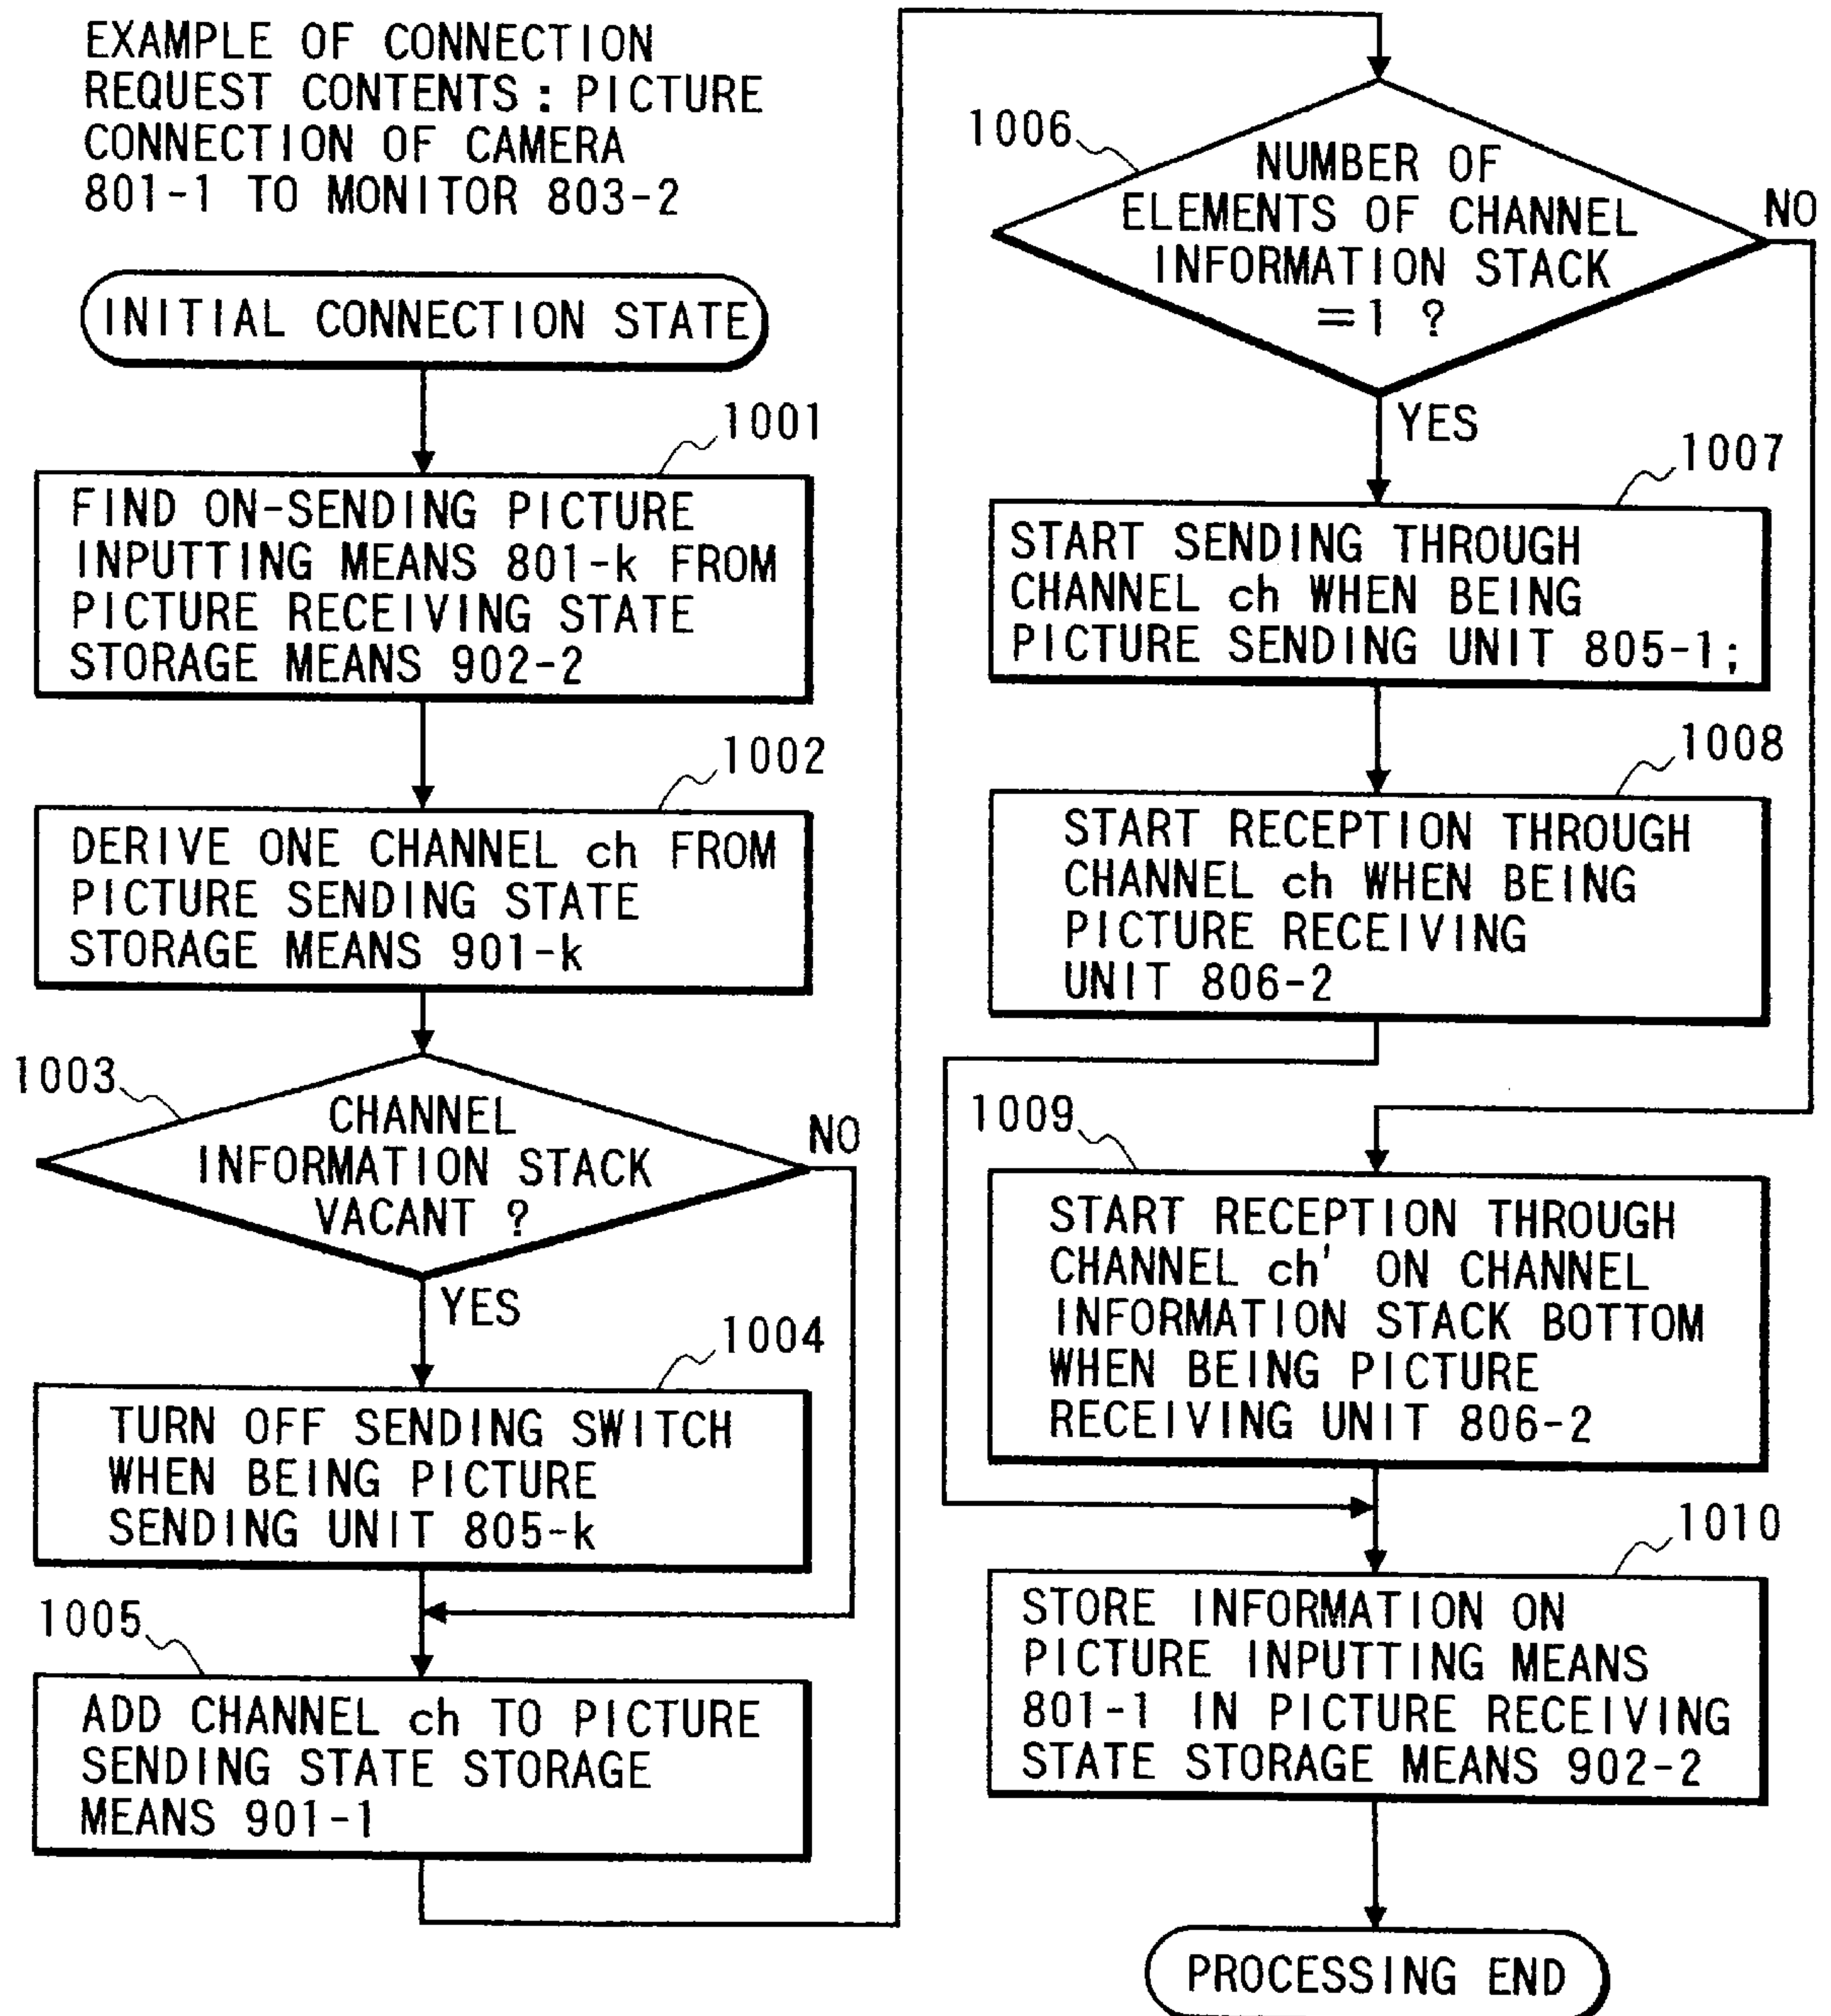 EXAMPLE OF CONNECTION
REQUEST CONTENTS : PICTURE
CONNECTION OF CAMERA
801-1 TO MONITOR 803-2
INITIAL CONNECTION STATE
1001
FIND ON-SENDING PICTURE
INPUTTING MEANS 801-k FROM
PICTURE RECEIVING STATE
STORAGE MEANS 902-2
1002
DERIVE ONE CHANNEL ch FROM
PICTURE SENDING STATE
STORAGE MEANS 901-k
1003
CHANNEL
INFORMATION STACK
VACANT ?
NO
YES
1004
TURN OFF SENDING SWITCH
WHEN BEING PICTURE
SENDING UNIT 805-k
1005
ADD CHANNEL ch TO PICTURE
SENDING STATE STORAGE
MEANS 901-1
1006
NUMBER OF
ELEMENTS OF CHANNEL
INFORMATION STACK
=1 ?
NO
YES
1007
START SENDING THROUGH
CHANNEL ch WHEN BEING
PICTURE SENDING UNIT 805-1;
1008
START RECEPTION THROUGH
CHANNEL ch WHEN BEING
PICTURE RECEIVING
UNIT 806-2
1009
START RECEPTION THROUGH
CHANNEL ch' ON CHANNEL
INFORMATION STACK BOTTOM
WHEN BEING PICTURE
RECEIVING UNIT 806-2
1010
STORE INFORMATION ON
PICTURE INPUTTING MEANS
801-1 IN PICTURE RECEIVING
STATE STORAGE MEANS 902-2
PROCESSING END